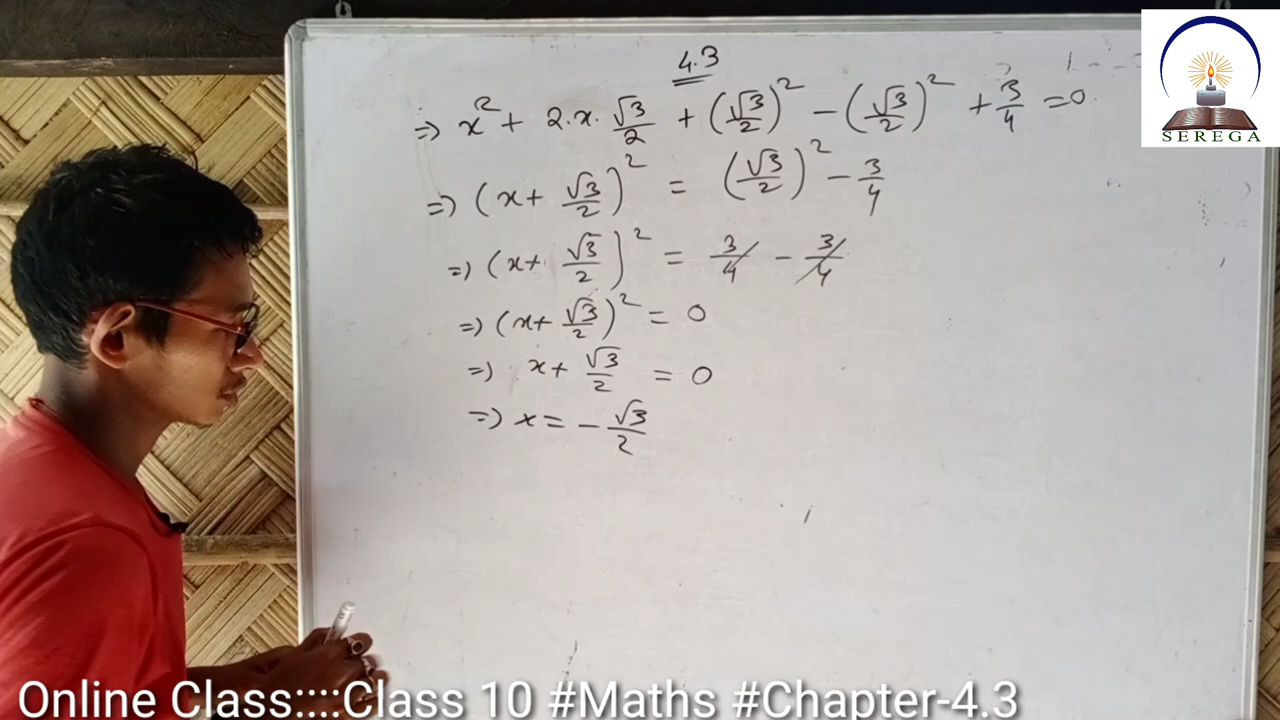 4.3
SEREGA
⇒ x² + 2.x. √3/2 + (√3/2)² − (√3/2)² + 3/4 = 0
⇒ (x + √3/2)² = (√3/2)² − 3/4
⇒ (x + √3/2)² = 3/4 − 3/4
⇒ (x + √3/2)² = 0
⇒ x + √3/2 = 0
⇒ x = − √3/2
Online Class::::Class 10 #Maths #Chapter-4.3